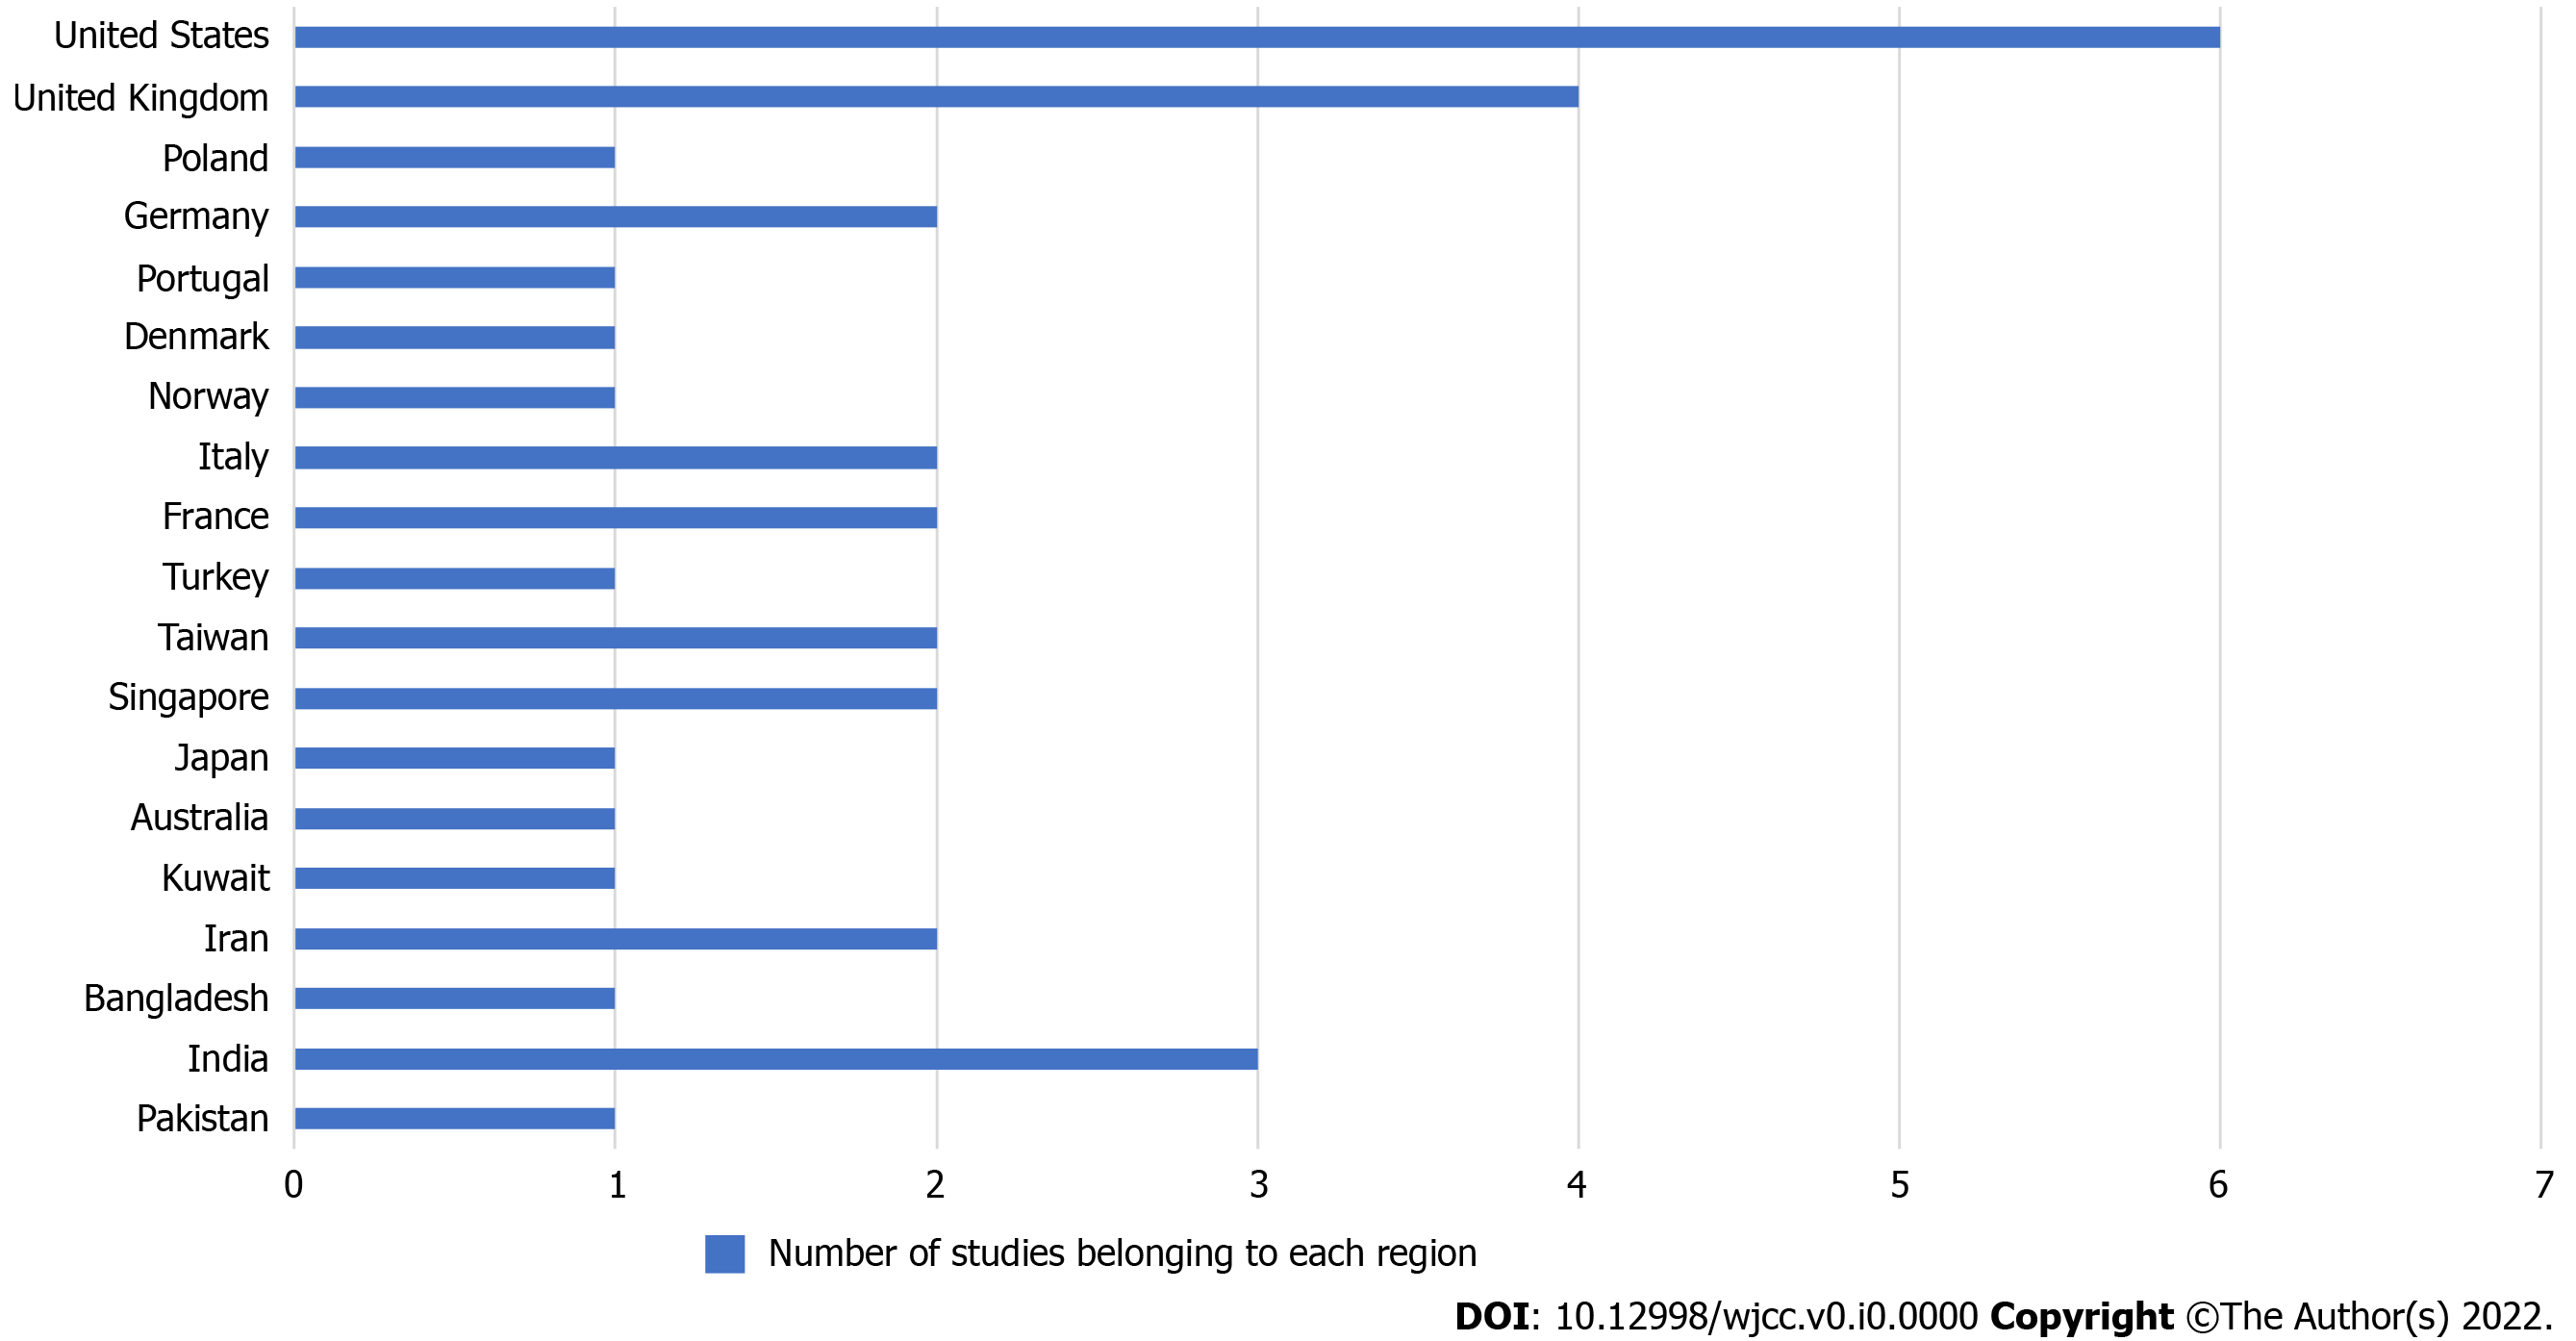 United States
United Kingdom
Poland
Germany
Portugal
Denmark
Norway
Italy
France
Turkey
Taiwan
Singapore
Japan
Australia
Kuwait
Iran
Bangladesh
India
Pakistan
0 1 2 3 4 5 6 7
Number of studies belonging to each region
DOI: 10.12998/wjcc.v0.i0.0000 Copyright ©The Author(s) 2022.